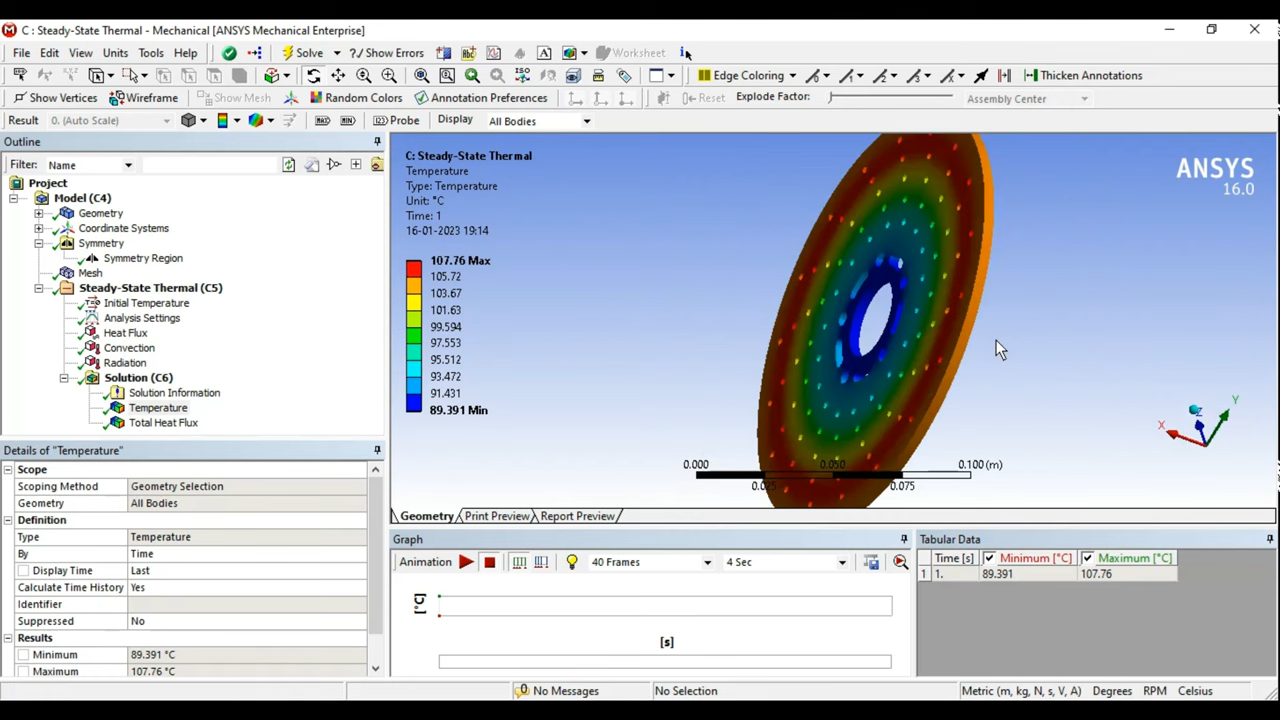 C : Steady-State Thermal - Mechanical [ANSYS Mechanical Enterprise]
File Edit View Units Tools Help Solve ? / Show Errors A Worksheet i
ISO Edge Coloring Thicken Annotations
Show Vertices Wireframe Show Mesh Random Colors Annotation Preferences Reset Explode Factor: Assembly Center
Result 0. (Auto Scale) MAX MIN 123 Probe Display All Bodies
Outline
Filter: Name
Project
Model (C4)
Geometry
Coordinate Systems
Symmetry
Symmetry Region
Mesh
Steady-State Thermal (C5)
Initial Temperature
Analysis Settings
Heat Flux
Convection
Radiation
Solution (C6)
Solution Information
Temperature
Total Heat Flux
Details of "Temperature"
Scope
Scoping Method Geometry Selection
Geometry All Bodies
Definition
Type Temperature
By Time
Display Time Last
Calculate Time History Yes
Identifier
Suppressed No
Results
Minimum 89.391 °C
Maximum 107.76 °C
C: Steady-State Thermal
Temperature
Type: Temperature
Unit: °C
Time: 1
16-01-2023 19:14
107.76 Max
105.72
103.67
101.63
99.594
97.553
95.512
93.472
91.431
89.391 Min
ANSYS
16.0
Y
Z
X
0.000 0.050 0.100 (m)
0.025 0.075
Geometry Print Preview Report Preview
Graph
Animation 40 Frames 4 Sec
[°C]
[s]
Tabular Data
Time [s] Minimum [°C] Maximum [°C]
1 1. 89.391 107.76
0 No Messages No Selection Metric (m, kg, N, s, V, A) Degrees RPM Celsius